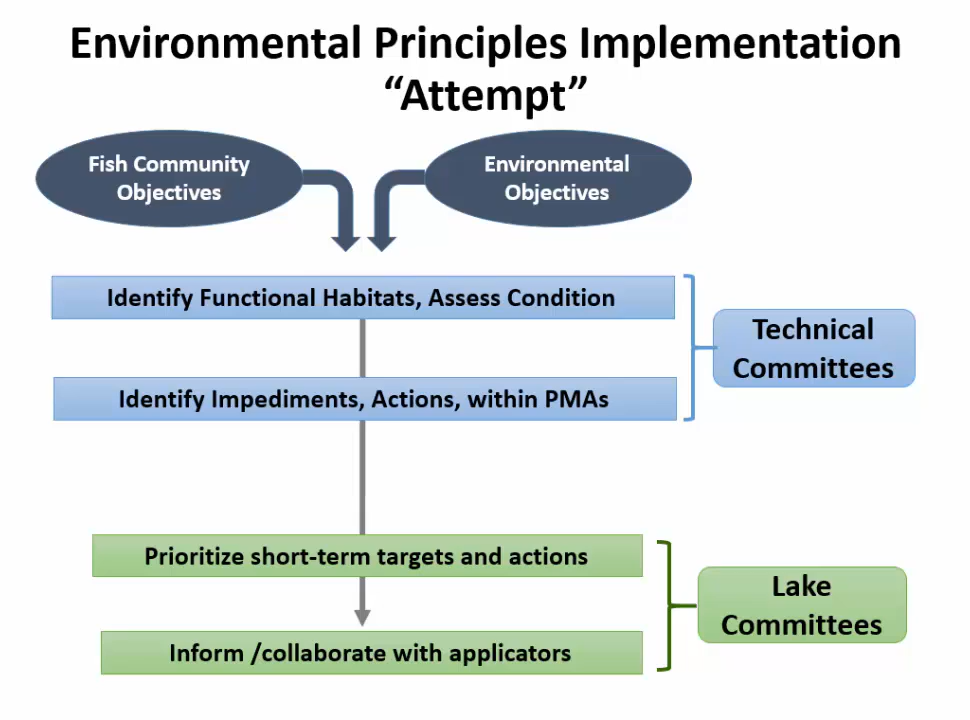 Environmental Principles Implementation
“Attempt”
Fish Community
Objectives
Environmental
Objectives
Identify Functional Habitats, Assess Condition
Technical
Committees
Identify Impediments, Actions, within PMAs
Prioritize short-term targets and actions
Lake
Committees
Inform /collaborate with applicators